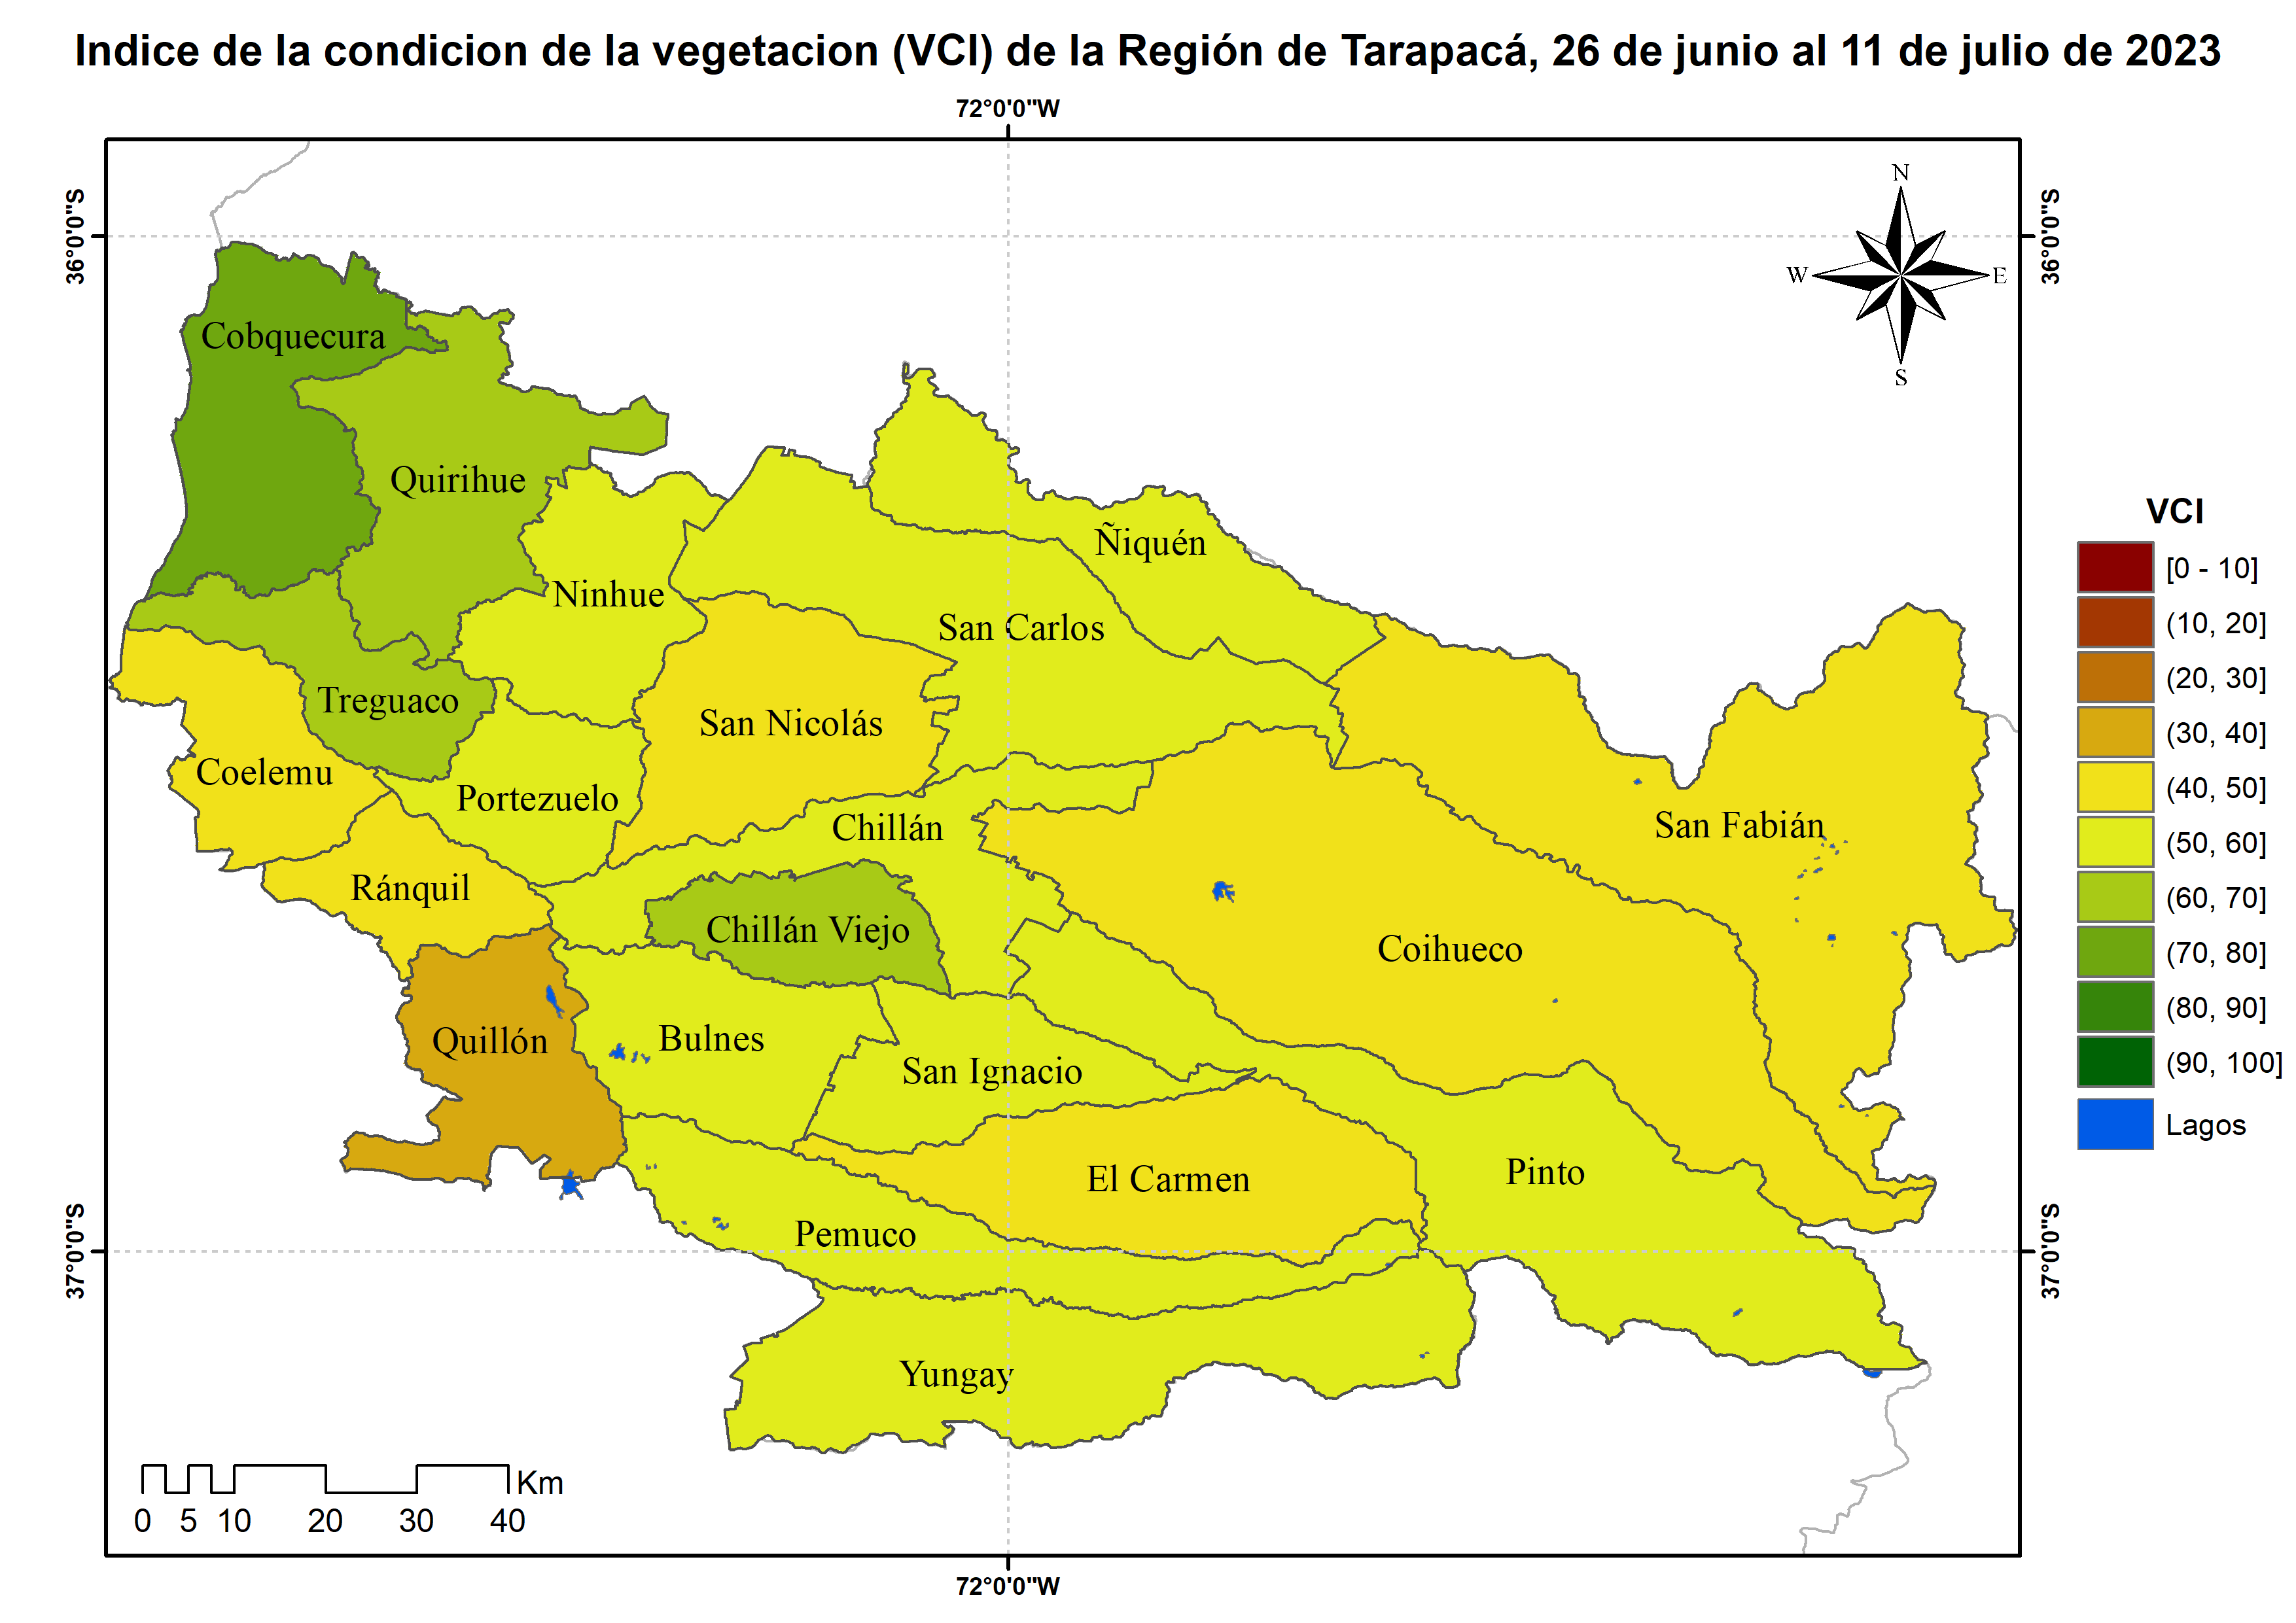 Indice de la condicion de la vegetacion (VCI) de la Región de Tarapacá, 26 de junio al 11 de julio de 2023
72°0'0"W
36°0'0"S
36°0'0"S
N
W
E
S
Cobquecura
Quirihue
Ñiquén
Ninhue
San Carlos
Treguaco
San Nicolás
Coelemu
Portezuelo
Chillán
San Fabián
Ránquil
Chillán Viejo
Coihueco
Quillón
Bulnes
San Ignacio
El Carmen
Pinto
Pemuco
Yungay
37°0'0"S
37°0'0"S
VCI
[0 - 10]
(10, 20]
(20, 30]
(30, 40]
(40, 50]
(50, 60]
(60, 70]
(70, 80]
(80, 90]
(90, 100]
Lagos
Km
0 5 10 20 30 40
72°0'0"W